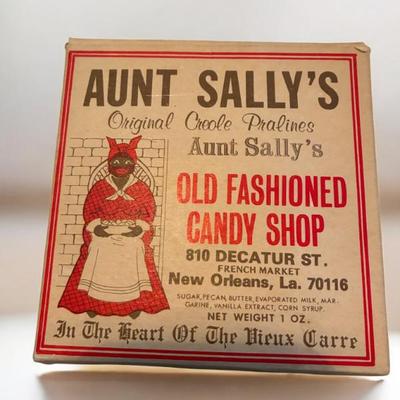 AUNT SALLY'S
Original Creole Pralines
Aunt Sally's
OLD FASHIONED
CANDY SHOP
810 DECATUR ST.
FRENCH MARKET
New Orleans, La. 70116
SUGAR, PECAN, BUTTER, EVAPORATED MILK, MAR-
GARINE, VANILLA EXTRACT, CORN SYRUP.
NET WEIGHT 1 OZ.
In The Heart Of The Vieux Carre